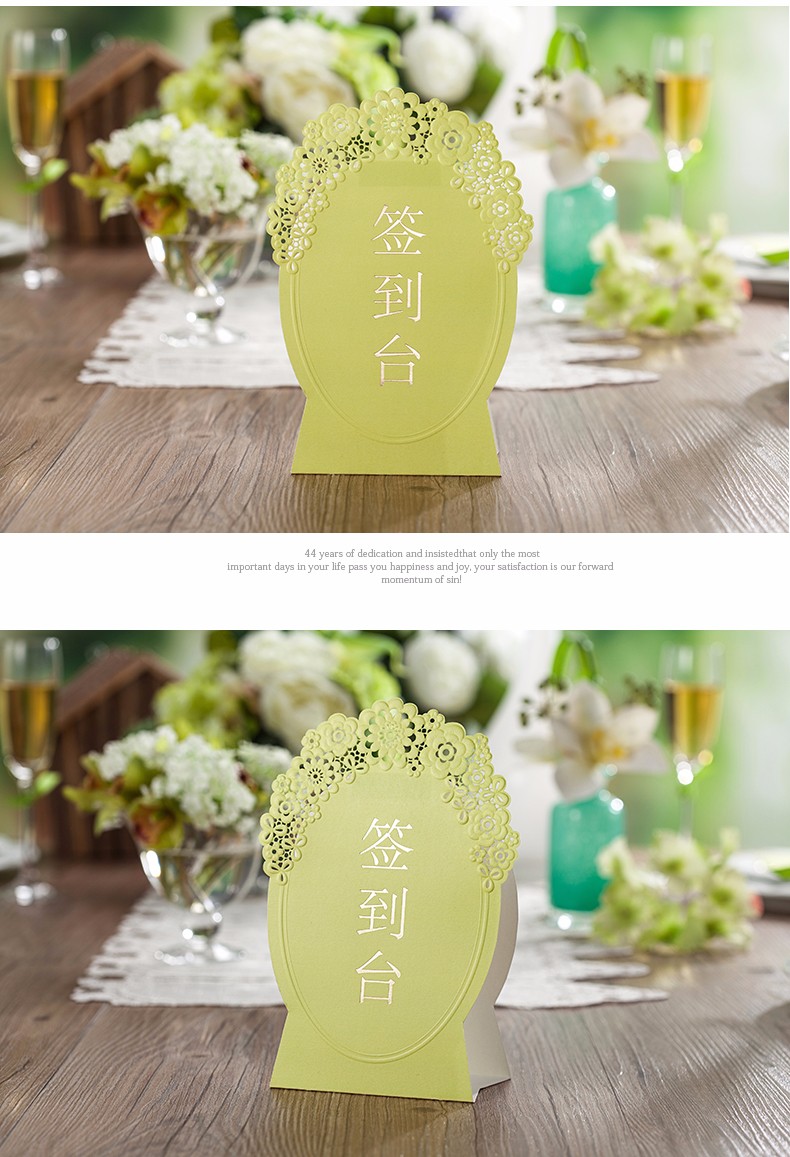 签
到
台
44 years of dedication and insistedthat only the most
important days in your life pass you happiness and joy, your satisfaction is our forward
momentum of sin!
签
到
台